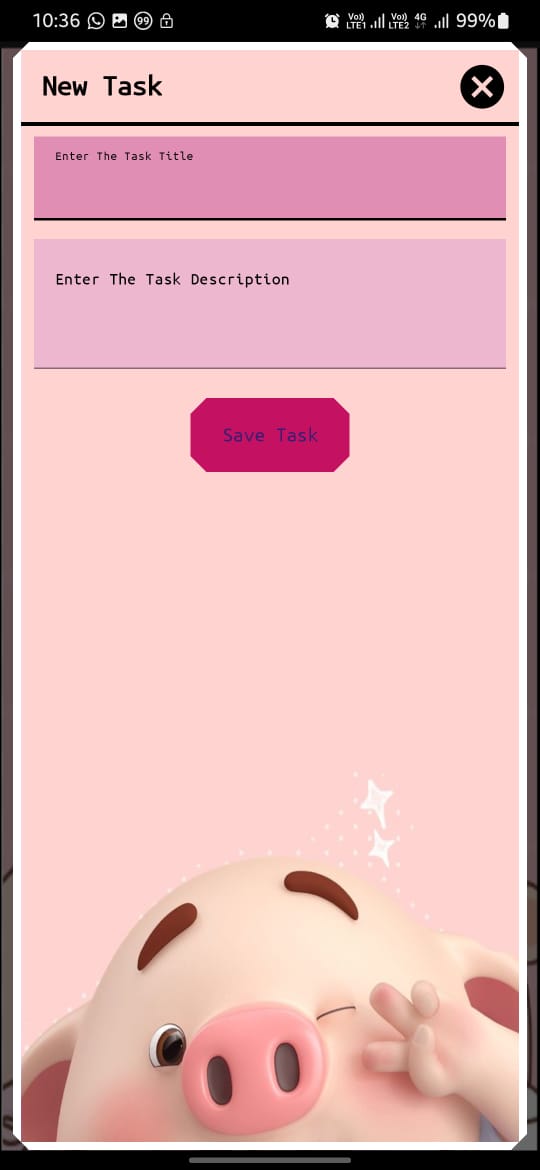 10:36 99 Vo)) LTE1 Vo)) LTE2 4G 99%
New Task
Enter The Task Title
Enter The Task Description
Save Task